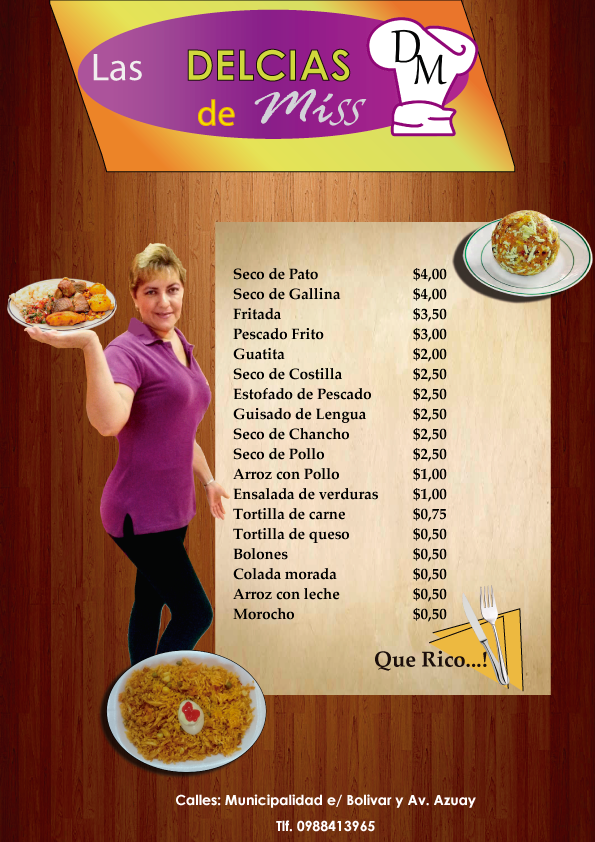 Las DELCIAS
de Miss
DM
Seco de Pato $4,00
Seco de Gallina $4,00
Fritada $3,50
Pescado Frito $3,00
Guatita $2,00
Seco de Costilla $2,50
Estofado de Pescado $2,50
Guisado de Lengua $2,50
Seco de Chancho $2,50
Seco de Pollo $2,50
Arroz con Pollo $1,00
Ensalada de verduras $1,00
Tortilla de carne $0,75
Tortilla de queso $0,50
Bolones $0,50
Colada morada $0,50
Arroz con leche $0,50
Morocho $0,50
Que Rico...!
Calles: Municipalidad e/ Bolivar y Av. Azuay
Tlf. 0988413965